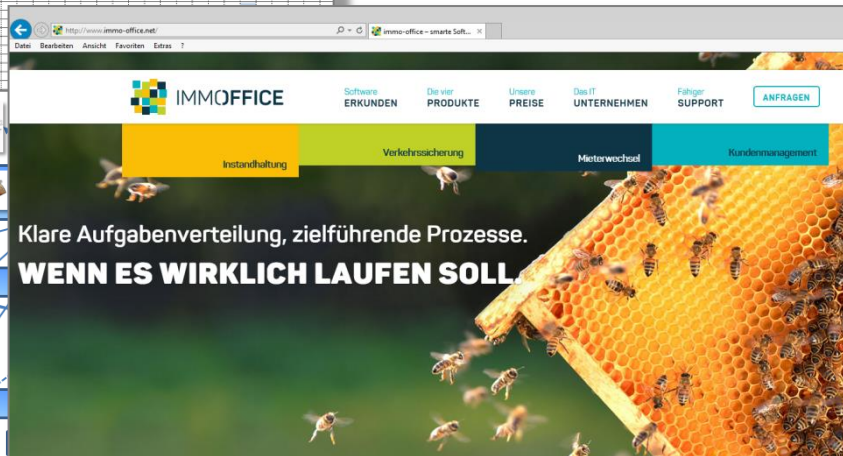 http://www.immo-office.net/
immo-office – smarte Soft...
Datei Bearbeiten Ansicht Favoriten Extras ?
IMMOFFICE
Software ERKUNDEN
Die vier PRODUKTE
Unsere PREISE
Das IT UNTERNEHMEN
Fähiger SUPPORT
ANFRAGEN
Instandhaltung
Verkehrssicherung
Mieterwechsel
Kundenmanagement
Klare Aufgabenverteilung, zielführende Prozesse.
WENN ES WIRKLICH LAUFEN SOLL.